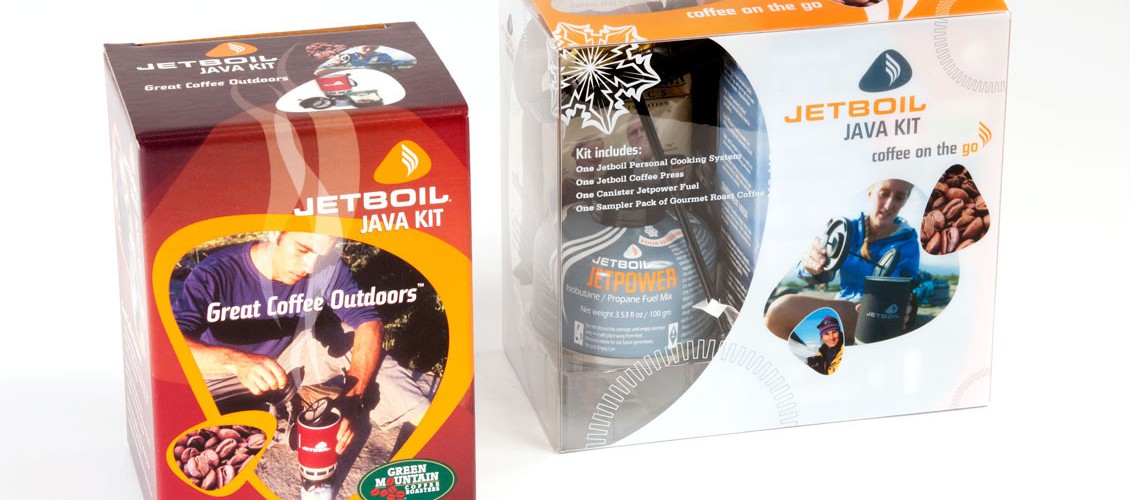 JETBOIL
JAVA KIT
Great Coffee Outdoors
JETBOIL
JAVA KIT
Great Coffee Outdoors™
JETBOIL
GREEN
MOUNTAIN
COFFEE
ROASTERS
coffee on the go
Kit includes:
One Jetboil Personal Cooking System
One Jetboil Coffee Press
One Canister Jetpower Fuel
One Sampler Pack of Gourmet Roast Coffee
JETBOIL
JETPOWER
Isobutane / Propane Fuel Mix
Net weight 3.53 fl oz / 100 gm
JETBOIL
JAVA KIT
coffee on the go
JETBOIL